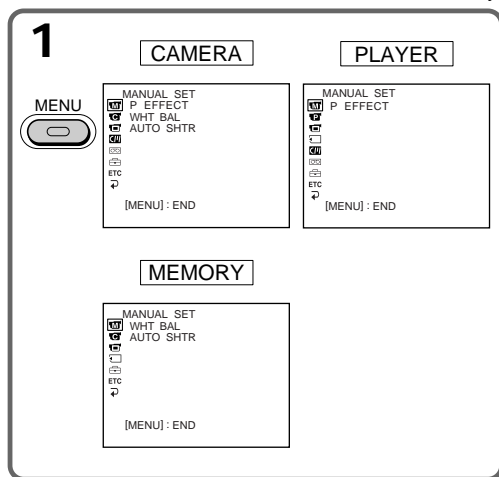 1
CAMERA
PLAYER
MENU
MANUAL SET
P EFFECT
WHT BAL
AUTO SHTR
ETC
[MENU] : END
MANUAL SET
P EFFECT
ETC
[MENU] : END
MEMORY
MANUAL SET
WHT BAL
AUTO SHTR
ETC
[MENU] : END